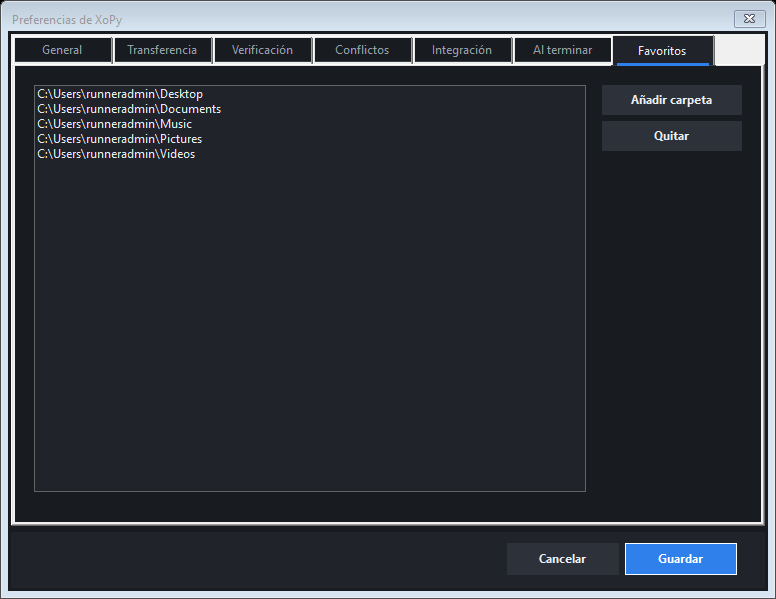 Preferencias de XoPy
General Transferencia Verificación Conflictos Integración Al terminar Favoritos
C:\Users\runneradmin\Desktop
C:\Users\runneradmin\Documents
C:\Users\runneradmin\Music
C:\Users\runneradmin\Pictures
C:\Users\runneradmin\Videos
Añadir carpeta
Quitar
Cancelar Guardar